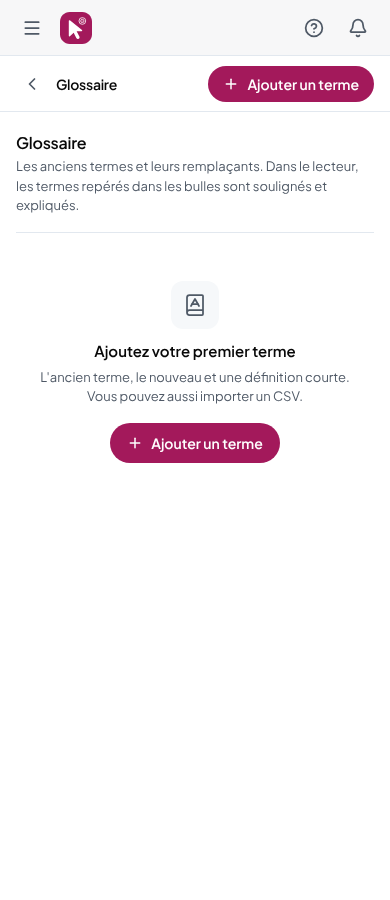 Glossaire
Ajouter un terme
Glossaire
Les anciens termes et leurs remplaçants. Dans le lecteur,
les termes repérés dans les bulles sont soulignés et
expliqués.
Ajoutez votre premier terme
L'ancien terme, le nouveau et une définition courte.
Vous pouvez aussi importer un CSV.
Ajouter un terme